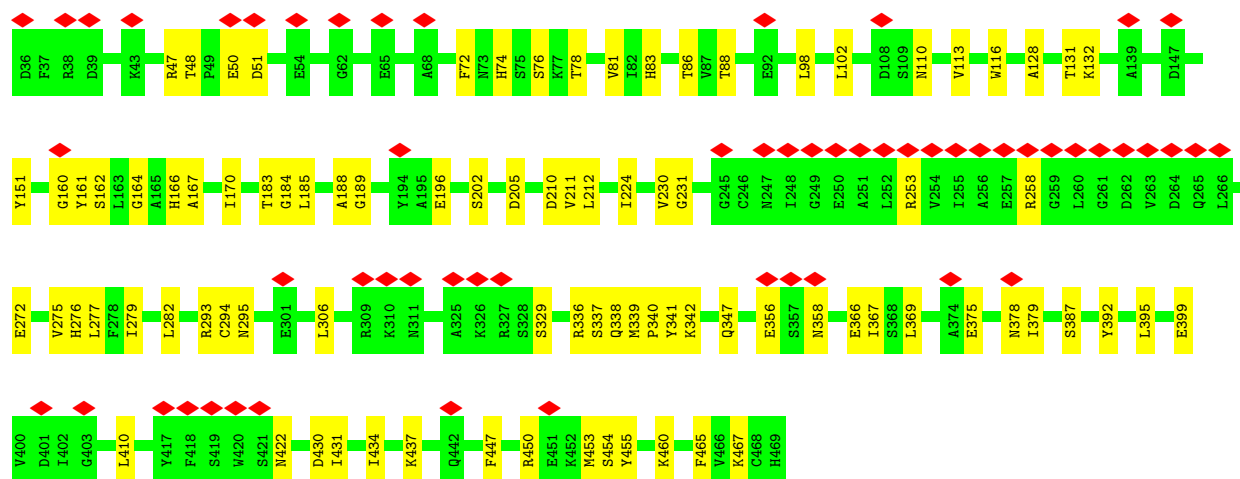 D36 F37 R38 D39 K43 R47 T48 P49 E50 D51 E54 G62 E65 A68 F72 N73 H74 S75 S76 K77 T78 V81 I82 H83 T86 V87 T88 E92 L98 L102 D108 S109 N110 V113 W116 A128 T131 K132 A139 D147
Y151 G160 Y161 S162 L163 G164 A165 H166 A167 I170 T183 G184 L185 A188 G189 Y194 A195 E196 S202 D205 D210 V211 L212 I224 V230 G231 G245 C246 N247 I248 G249 E250 A251 L252 R253 V254 I255 A256 E257 R258 G259 L260 G261 D262 V263 D264 Q265 L266
E272 V275 H276 L277 F278 I279 L282 R293 C294 N295 E301 L306 R309 K310 N311 A325 K326 R327 S328 S329 R336 S337 Q338 M339 P340 Y341 K342 Q347 E356 S357 N358 E366 I367 S368 L369 A374 E375 N378 I379 S387 Y392 L395 E399
V400 D401 I402 G403 L410 Y417 F418 S419 W420 S421 N422 D430 I431 I434 K437 Q442 F447 R450 E451 K452 M453 S454 Y455 K460 F465 V466 K467 C468 H469